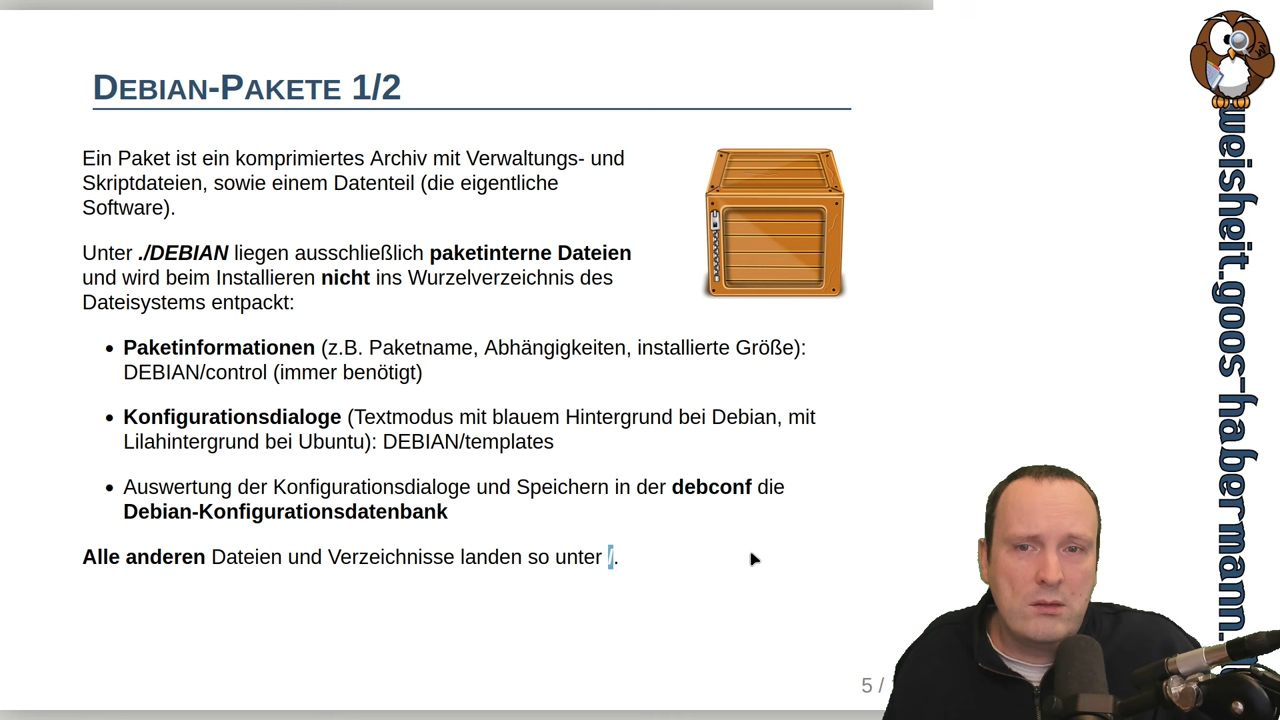 DEBIAN-PAKETE 1/2
Ein Paket ist ein komprimiertes Archiv mit Verwaltungs- und
Skriptdateien, sowie einem Datenteil (die eigentliche
Software).
Unter ./DEBIAN liegen ausschließlich paketinterne Dateien
und wird beim Installieren nicht ins Wurzelverzeichnis des
Dateisystems entpackt:
• Paketinformationen (z.B. Paketname, Abhängigkeiten, installierte Größe):
DEBIAN/control (immer benötigt)
• Konfigurationsdialoge (Textmodus mit blauem Hintergrund bei Debian, mit
Lilahintergrund bei Ubuntu): DEBIAN/templates
• Auswertung der Konfigurationsdialoge und Speichern in der debconf die
Debian-Konfigurationsdatenbank
Alle anderen Dateien und Verzeichnisse landen so unter /.
5 /
weisheit.goos-habermann.